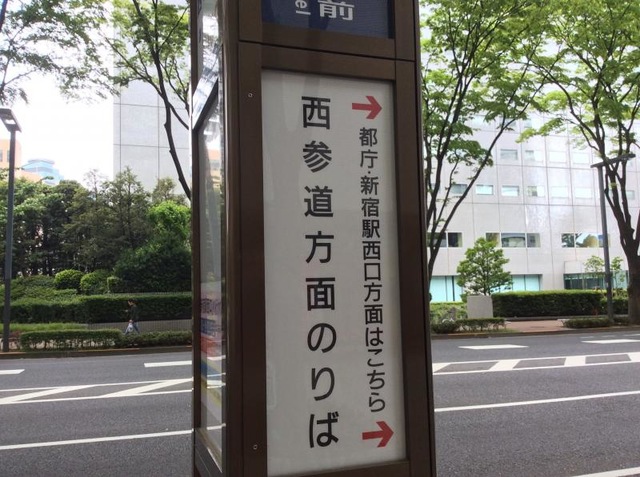 前
→
都庁・新宿駅西口方面はこちら
→
西参道方面のりば